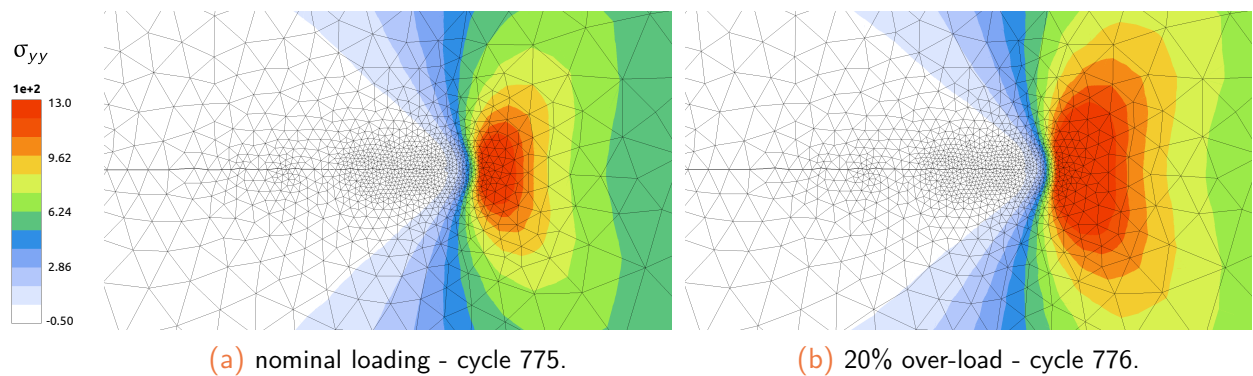 σyy
1e+2
13.0
9.62
6.24
2.86
-0.50
(a) nominal loading - cycle 775.
(b) 20% over-load - cycle 776.